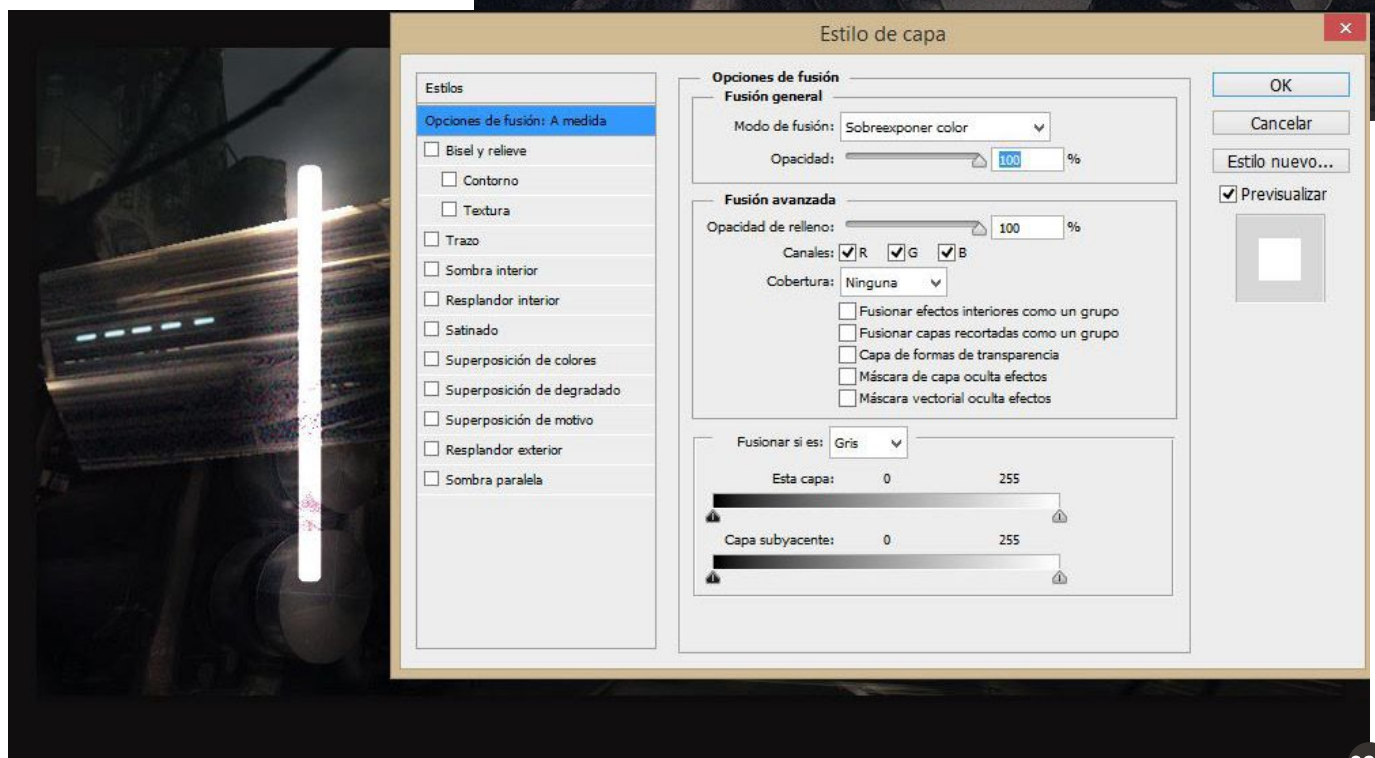 Estilo de capa
Estilos
Opciones de fusión: A medida
Bisel y relieve
Contorno
Textura
Trazo
Sombra interior
Resplandor interior
Satinado
Superposición de colores
Superposición de degradado
Superposición de motivo
Resplandor exterior
Sombra paralela
Opciones de fusión
Fusión general
Modo de fusión: Sobreexponer color
Opacidad: 100 %
Fusión avanzada
Opacidad de relleno: 100 %
Canales: R G B
Cobertura: Ninguna
Fusionar efectos interiores como un grupo
Fusionar capas recortadas como un grupo
Capa de formas de transparencia
Máscara de capa oculta efectos
Máscara vectorial oculta efectos
Fusionar si es: Gris
Esta capa: 0 255
Capa subyacente: 0 255
OK
Cancelar
Estilo nuevo...
Previsualizar